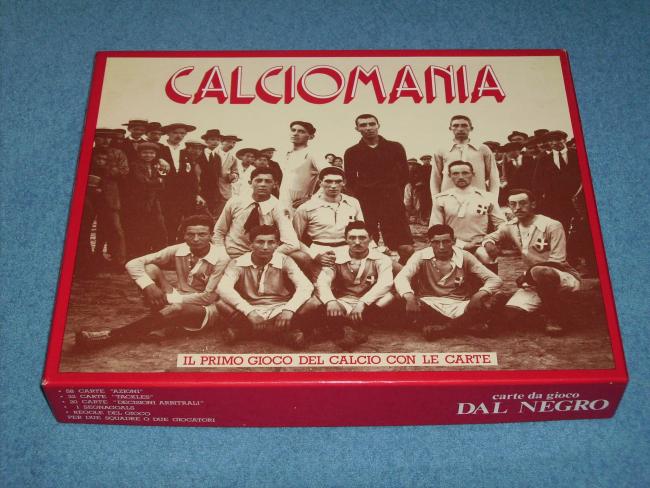 CALCIOMANIA
IL PRIMO GIOCO DEL CALCIO CON LE CARTE
• 58 CARTE "AZIONI"
• 32 CARTE "TACKLES"
• 20 CARTE "DECISIONI ARBITRALI"
• 1 SEGNAGOALS
• REGOLE DEL GIOCO
PER DUE SQUADRE O DUE GIOCATORI
carte da gioco
DAL NEGRO